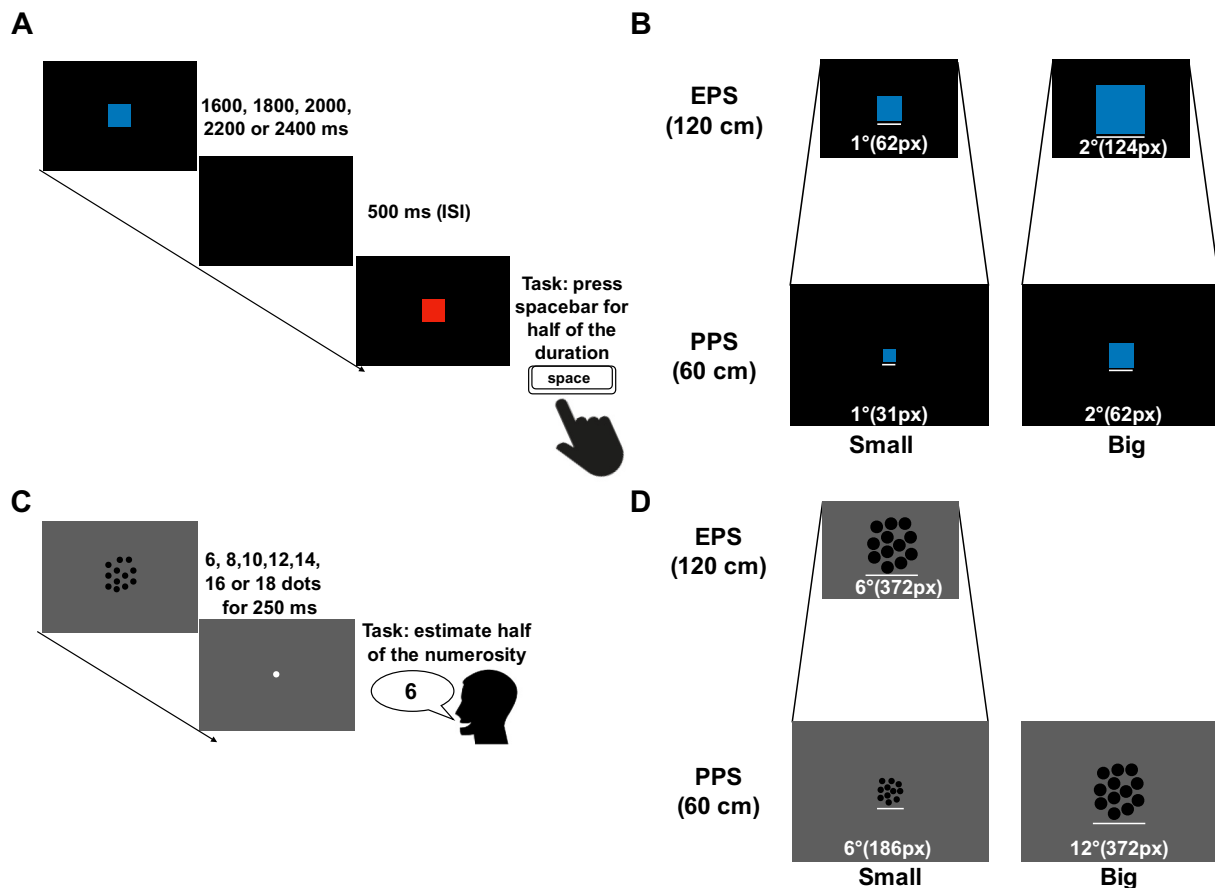 A
1600, 1800, 2000,
2200 or 2400 ms
500 ms (ISI)
Task: press
spacebar for
half of the
duration
space
B
EPS
(120 cm)
1°(62px)
2°(124px)
PPS
(60 cm)
1°(31px)
2°(62px)
Small
Big
C
6, 8,10,12,14,
16 or 18 dots
for 250 ms
Task: estimate half
of the numerosity
6
D
EPS
(120 cm)
6°(372px)
PPS
(60 cm)
6°(186px)
12°(372px)
Small
Big